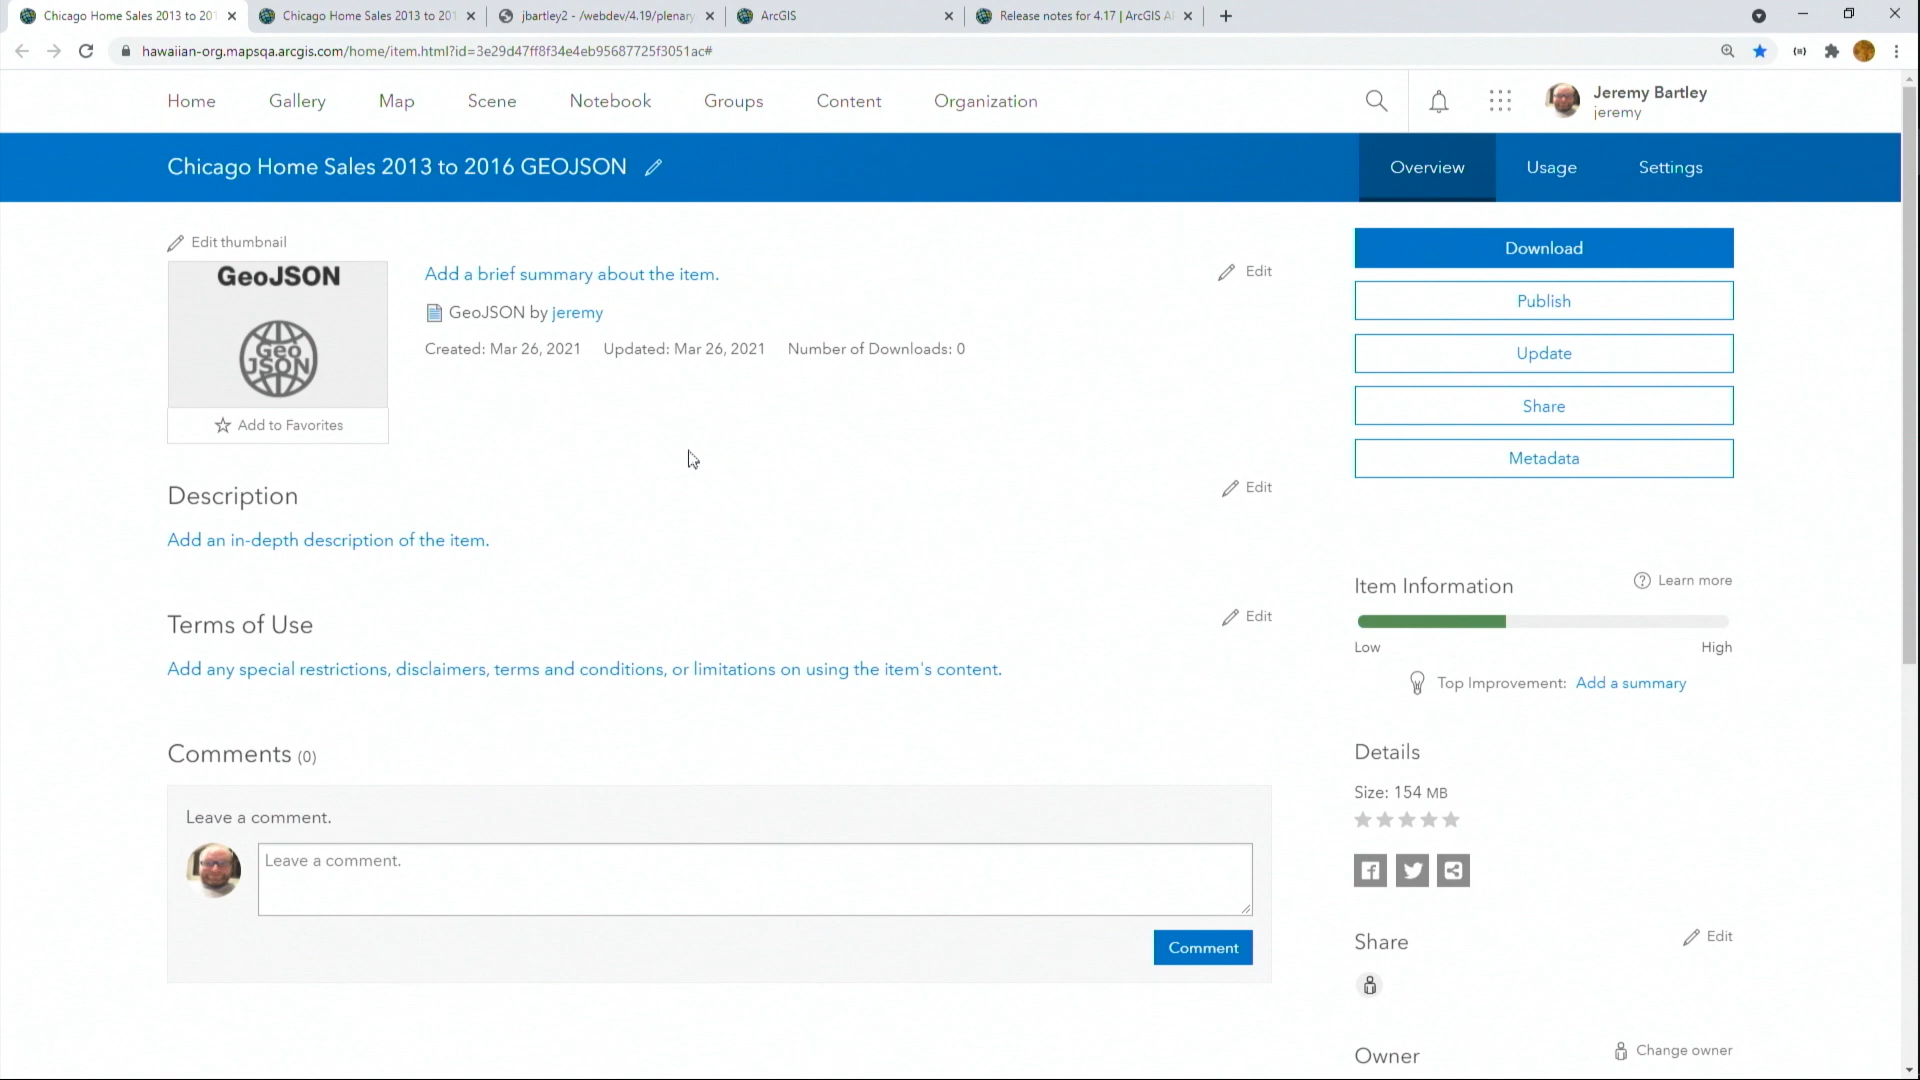 Chicago Home Sales 2013 to 201
Chicago Home Sales 2013 to 201
jbartley2 - /webdev/4.19/plenary
ArcGIS
Release notes for 4.17 | ArcGIS A
hawaiian-org.mapsqa.arcgis.com/home/item.html?id=3e29d47ff8f34e4eb95687725f3051ac#
Home Gallery Map Scene Notebook Groups Content Organization
Jeremy Bartley
jeremy
Chicago Home Sales 2013 to 2016 GEOJSON
Overview Usage Settings
Edit thumbnail
GeoJSON
Geo
JSON
Add to Favorites
Add a brief summary about the item.
Edit
GeoJSON by jeremy
Created: Mar 26, 2021 Updated: Mar 26, 2021 Number of Downloads: 0
Description
Edit
Add an in-depth description of the item.
Terms of Use
Edit
Add any special restrictions, disclaimers, terms and conditions, or limitations on using the item's content.
Comments (0)
Leave a comment.
Leave a comment.
Comment
Download
Publish
Update
Share
Metadata
Item Information
Learn more
Low High
Top Improvement: Add a summary
Details
Size: 154 MB
Share
Edit
Owner
Change owner